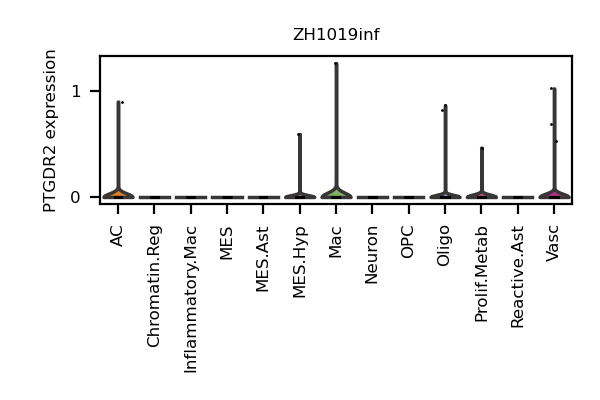 ZH1019inf
PTGDR2 expression
1
0
AC
Chromatin.Reg
Inflammatory.Mac
MES
MES.Ast
MES.Hyp
Mac
Neuron
OPC
Oligo
Prolif.Metab
Reactive.Ast
Vasc